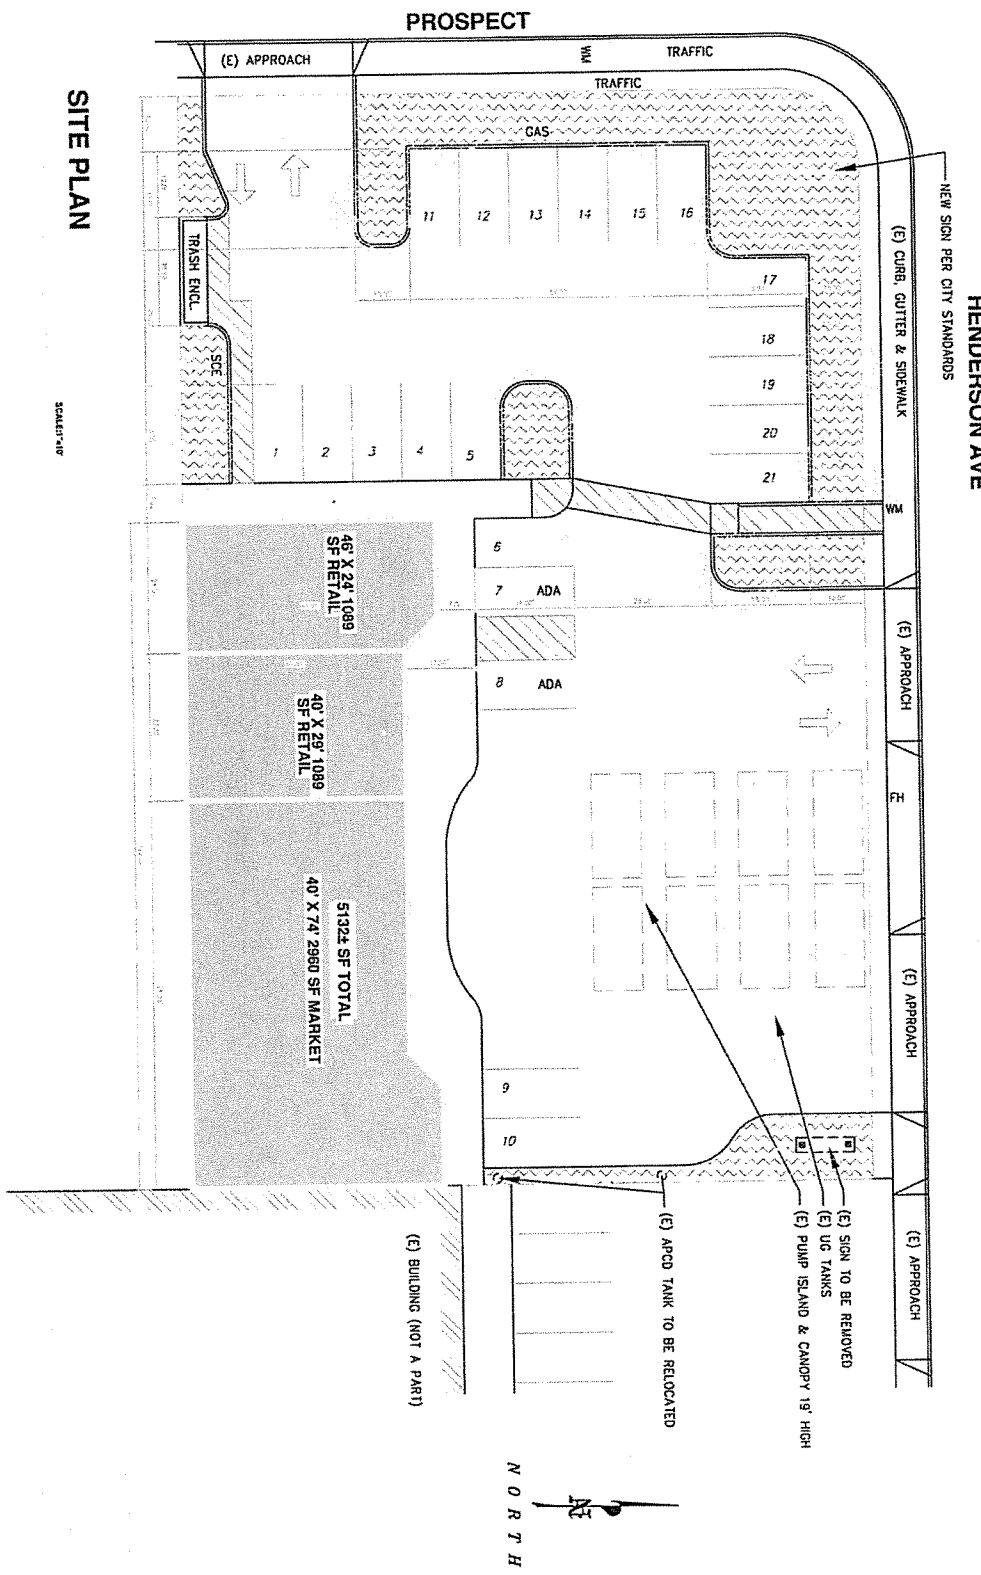 PROSPECT
HENDERSON AVE
(E) APPROACH
WM
TRAFFIC
TRAFFIC
GAS
NEW SIGN PER CITY STANDARDS
(E) CURB, GUTTER & SIDEWALK
SITE PLAN
SCALE:1"=10'
TRASH ENCL.
SCE
11
12
13
14
15
16
17
18
19
20
21
1
2
3
4
5
WM
6
7 ADA
8 ADA
46' X 24' 1089
SF RETAIL
40' X 29' 1089
SF RETAIL
5132± SF TOTAL
40' X 74' 2960 SF MARKET
(E) APPROACH
FH
(E) APPROACH
9
10
(E) APPROACH
(E) SIGN TO BE REMOVED
(E) UG TANKS
(E) PUMP ISLAND & CANOPY 19' HIGH
(E) APCD TANK TO BE RELOCATED
(E) BUILDING (NOT A PART)
N
NORTH